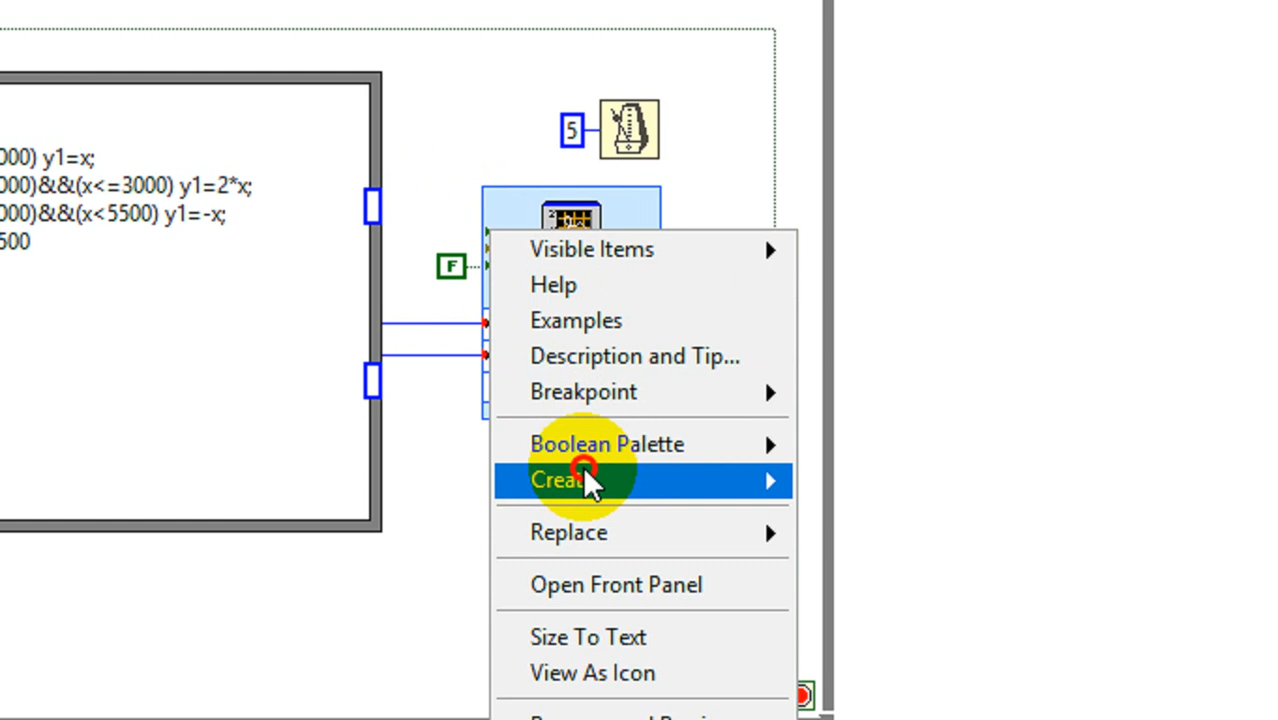 5
000) y1=x;
000)&&(x<=3000) y1=2*x;
000)&&(x<5500) y1=-x;
500
F
Visible Items
Help
Examples
Description and Tip...
Breakpoint
Boolean Palette
Create
Replace
Open Front Panel
Size To Text
View As Icon